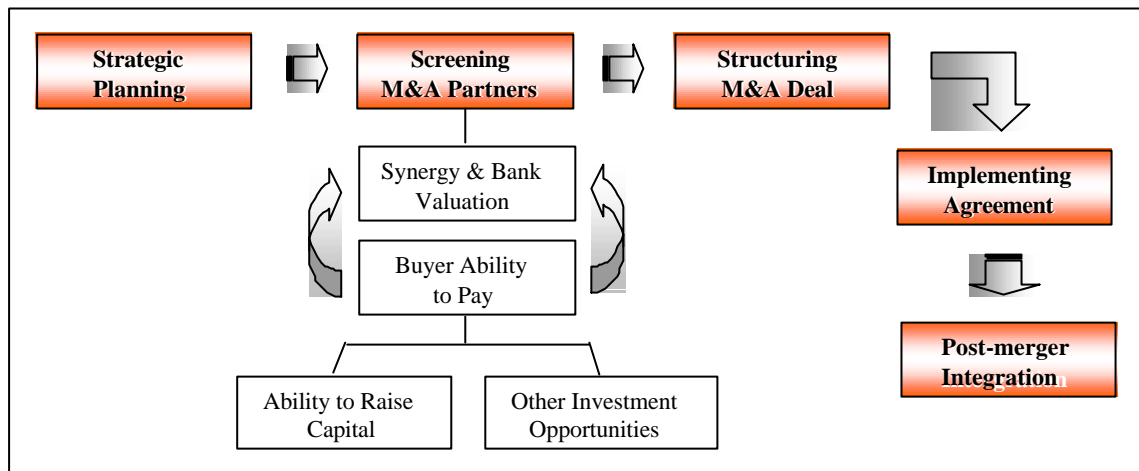 Strategic
Planning
Screening
M&A Partners
Structuring
M&A Deal
Synergy & Bank
Valuation
Implementing
Agreement
Buyer Ability
to Pay
Post-merger
Integration
Ability to Raise
Capital
Other Investment
Opportunities